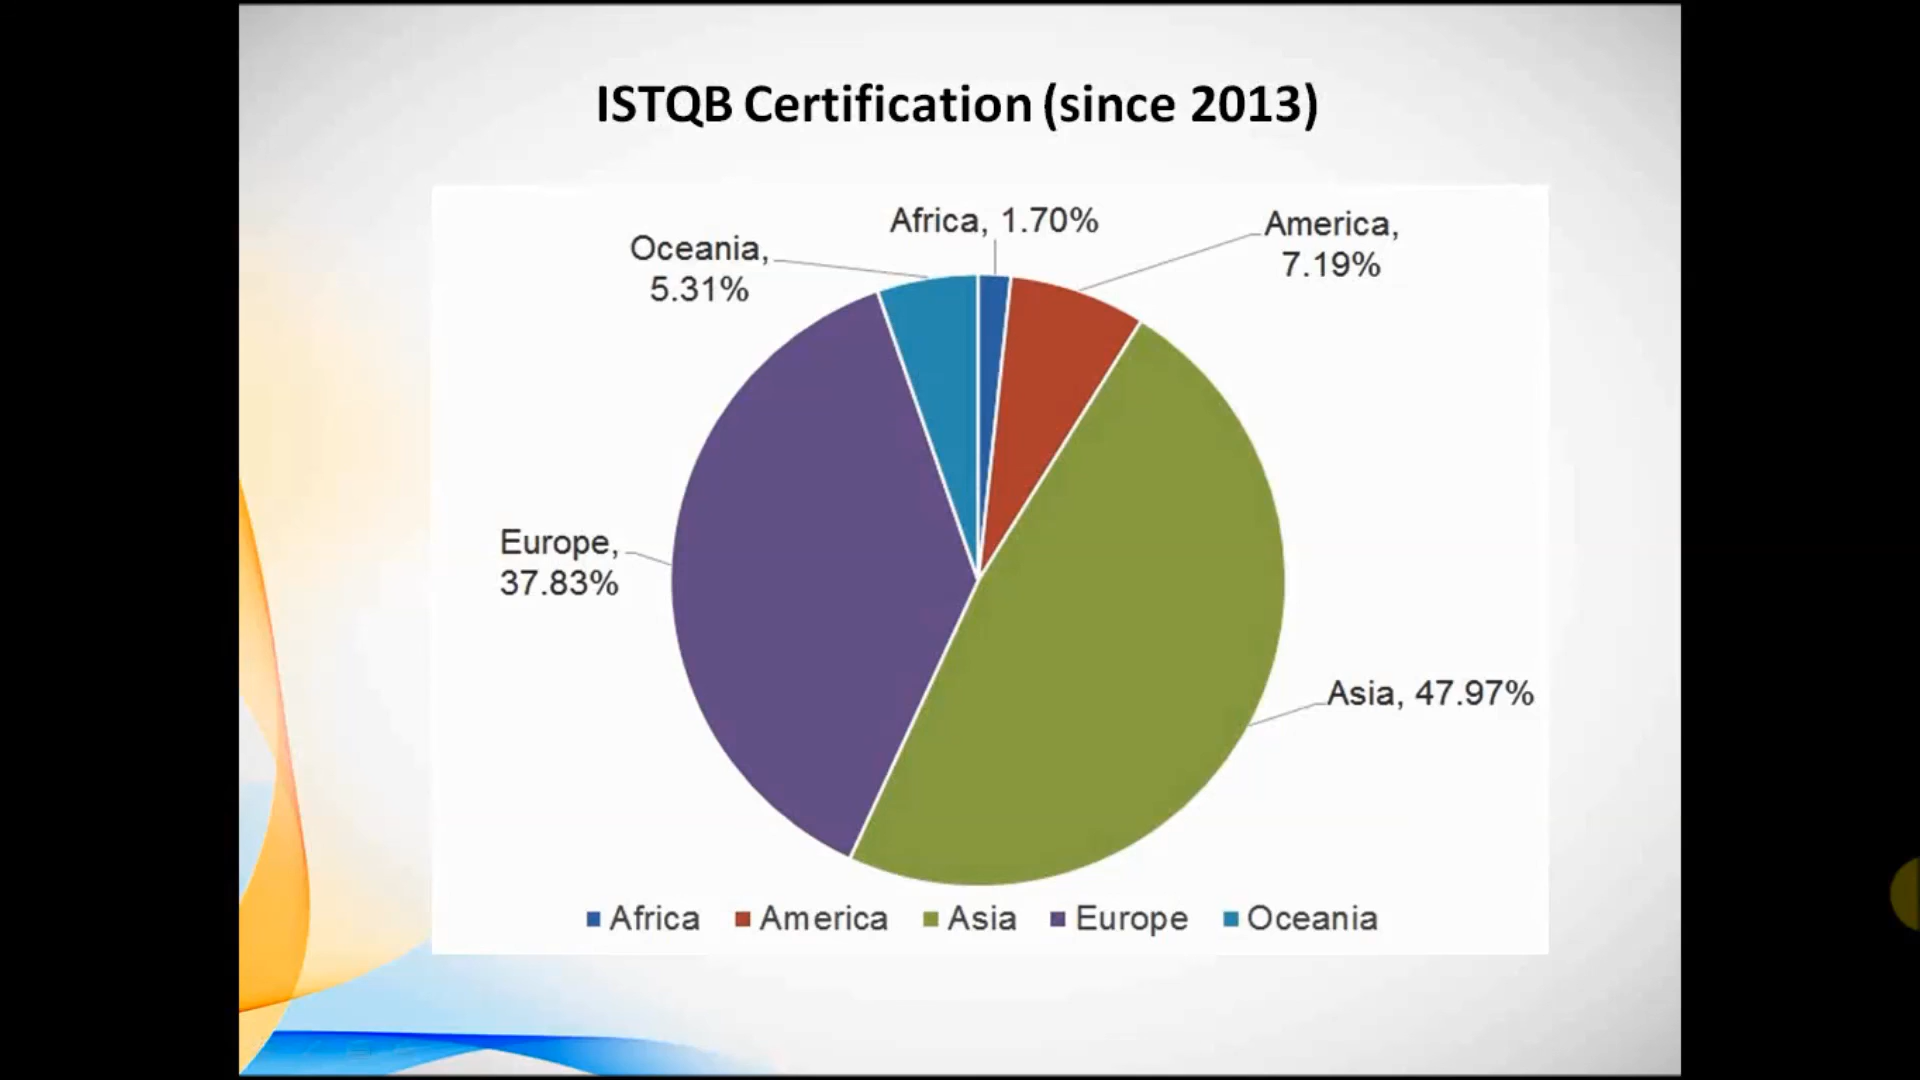 ISTQB Certification (since 2013)
Africa, 1.70%
America,
7.19%
Oceania,
5.31%
Europe,
37.83%
Asia, 47.97%
Africa America Asia Europe Oceania